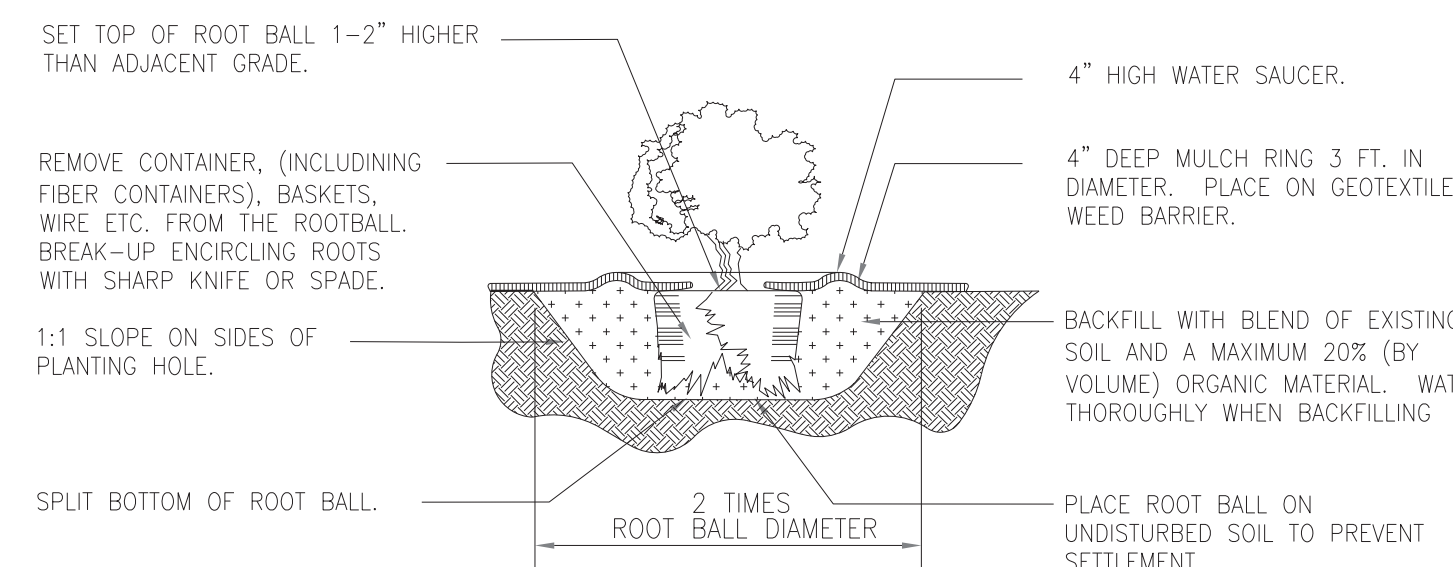 SET TOP OF ROOT BALL 1-2" HIGHER
THAN ADJACENT GRADE.
REMOVE CONTAINER, (INCLUDINING
FIBER CONTAINERS), BASKETS,
WIRE ETC. FROM THE ROOTBALL.
BREAK-UP ENCIRCLING ROOTS
WITH SHARP KNIFE OR SPADE.
1:1 SLOPE ON SIDES OF
PLANTING HOLE.
SPLIT BOTTOM OF ROOT BALL.
2 TIMES
ROOT BALL DIAMETER
4" HIGH WATER SAUCER.
4" DEEP MULCH RING 3 FT. IN
DIAMETER. PLACE ON GEOTEXTILE
WEED BARRIER.
BACKFILL WITH BLEND OF EXISTING
SOIL AND A MAXIMUM 20% (BY
VOLUME) ORGANIC MATERIAL.
THOROUGHLY WHEN BACKFILLING
PLACE ROOT BALL ON
UNDISTURBED SOIL TO PREVENT
SETTLEMENT